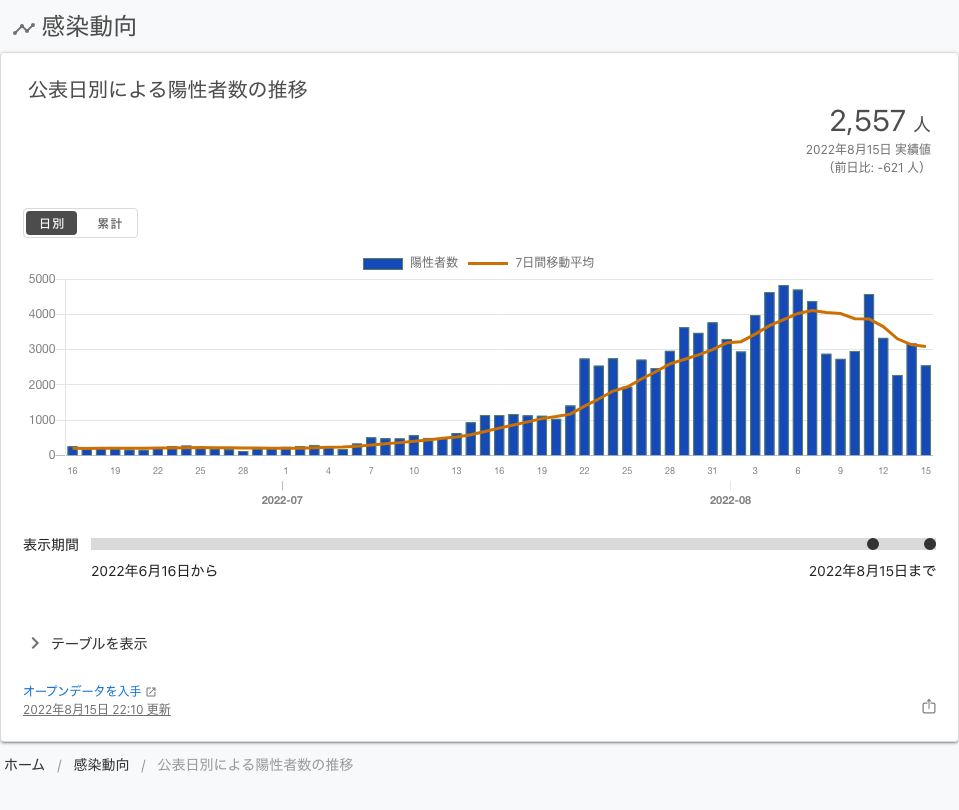 感染動向
公表日別による陽性者数の推移
2,557 人
2022年8月15日 実績値
（前日比: -621 人）
日別 累計
陽性者数 7日間移動平均
5000
4000
3000
2000
1000
0
16 19 22 25 28 1 4 7 10 13 16 19 22 25 28 31 3 6 9 12 15
2022-07 2022-08
表示期間
2022年6月16日から 2022年8月15日まで
テーブルを表示
オープンデータを入手
2022年8月15日 22:10 更新
ホーム / 感染動向 / 公表日別による陽性者数の推移